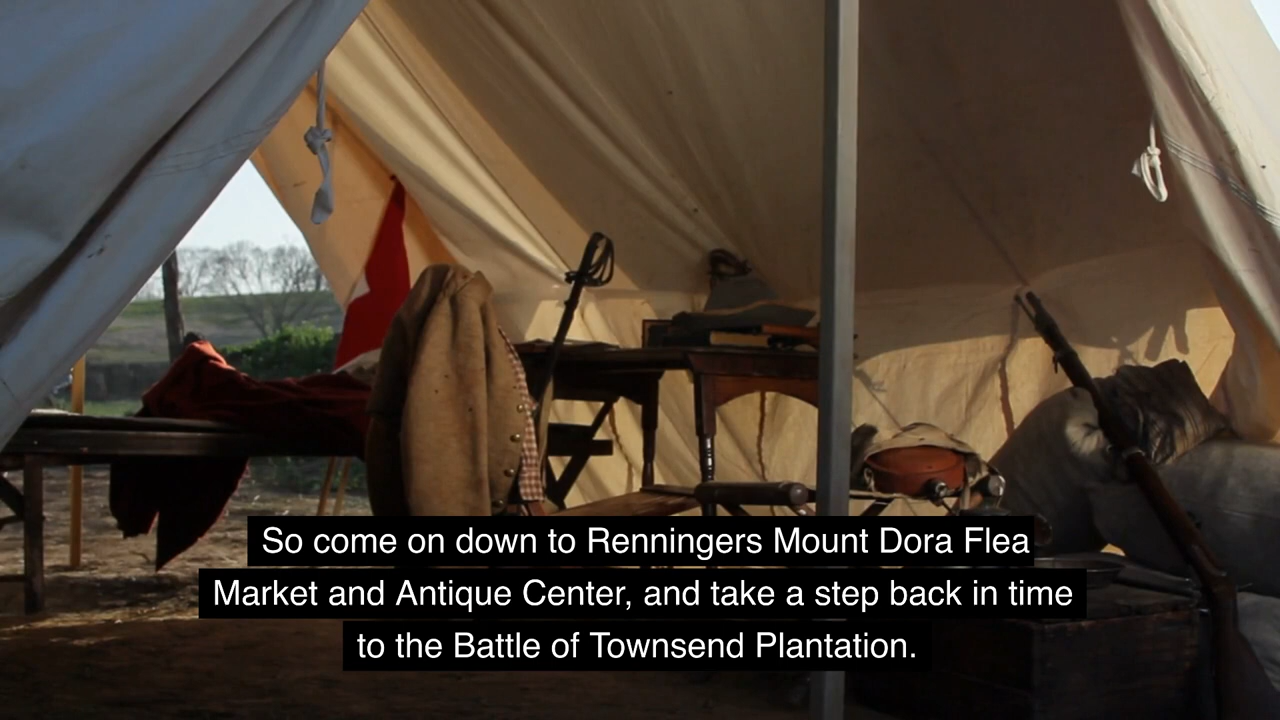 So come on down to Renningers Mount Dora Flea
Market and Antique Center, and take a step back in time
to the Battle of Townsend Plantation.